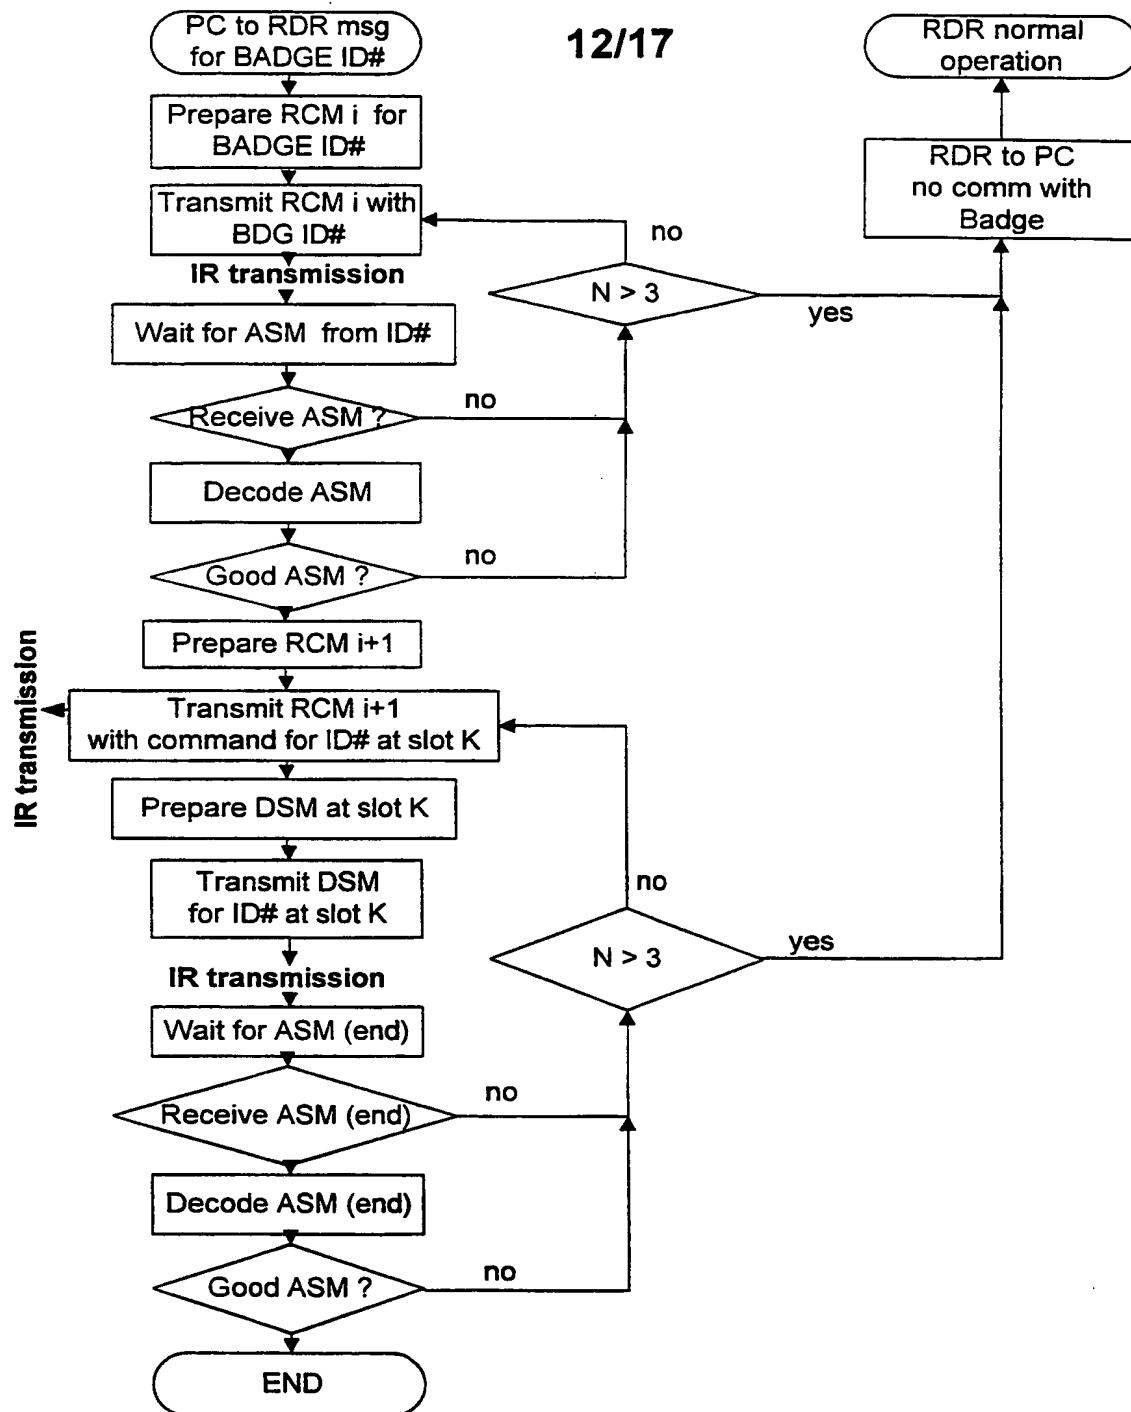 PC to RDR msg
for BADGE ID#
12/17
RDR normal
operation
Prepare RCM i for
BADGE ID#
RDR to PC
no comm with
Badge
Transmit RCM i with
BDG ID#
no
IR transmission
N > 3
yes
Wait for ASM from ID#
Receive ASM ?
no
Decode ASM
Good ASM ?
no
Prepare RCM i+1
IR transmission
Transmit RCM i+1
with command for ID# at slot K
Prepare DSM at slot K
Transmit DSM
for ID# at slot K
no
N > 3
yes
IR transmission
Wait for ASM (end)
Receive ASM (end)
no
Decode ASM (end)
Good ASM ?
no
END